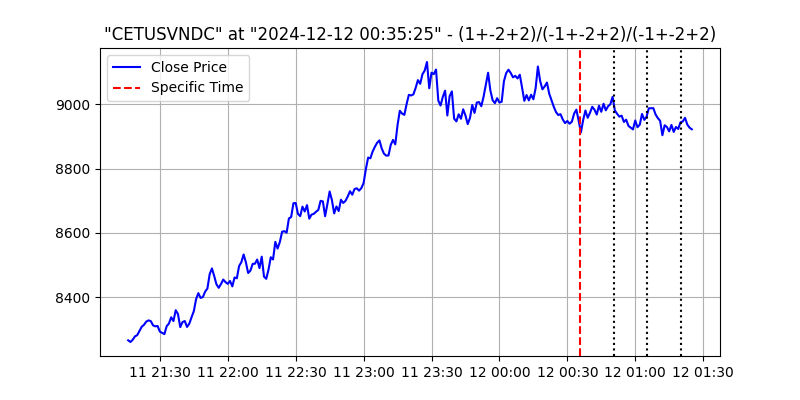 "CETUSVNDC" at "2024-12-12 00:35:25" - (1+-2+2)/(-1+-2+2)/(-1+-2+2)
Close Price
Specific Time
9000
8800
8600
8400
11 21:30 11 22:00 11 22:30 11 23:00 11 23:30 12 00:00 12 00:30 12 01:00 12 01:30